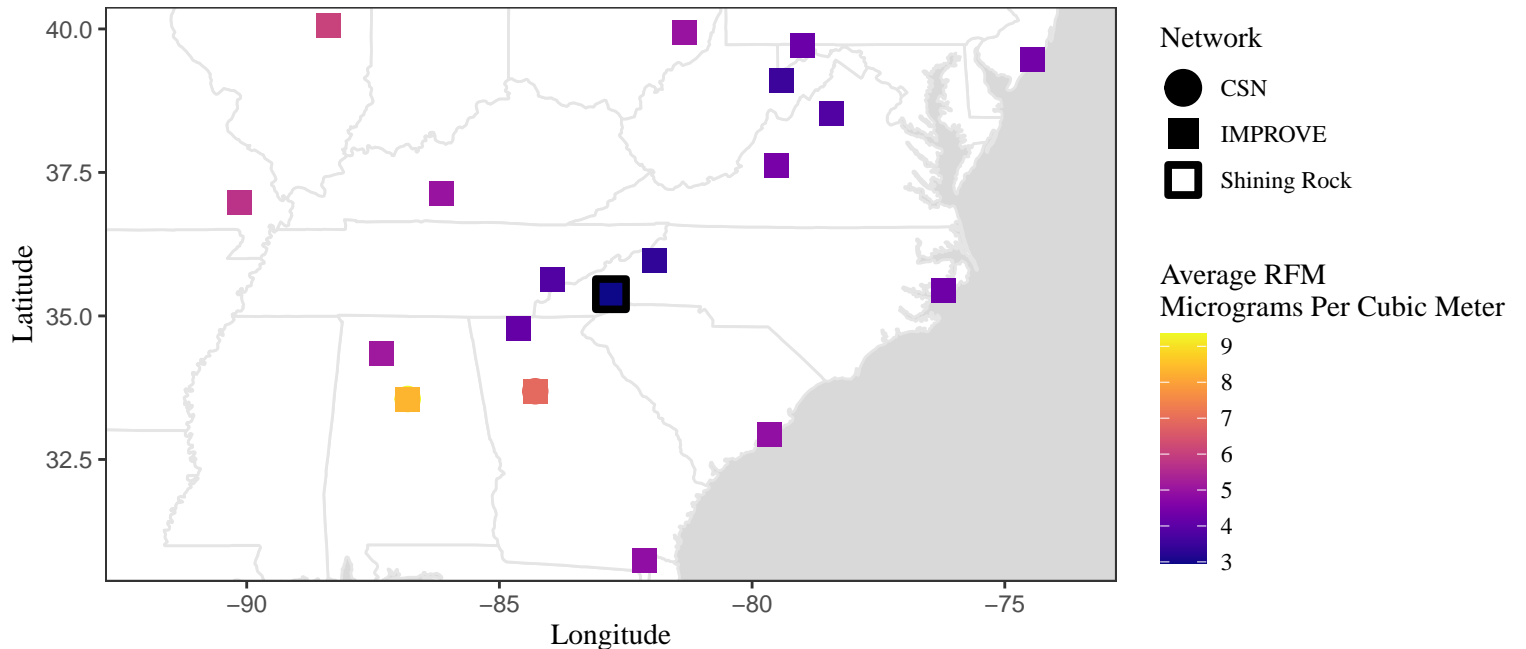 40.0
37.5
35.0
32.5
Latitude
−90
−85
−80
−75
Longitude
Network
CSN
IMPROVE
Shining Rock
Average RFM
Micrograms Per Cubic Meter
9
8
7
6
5
4
3